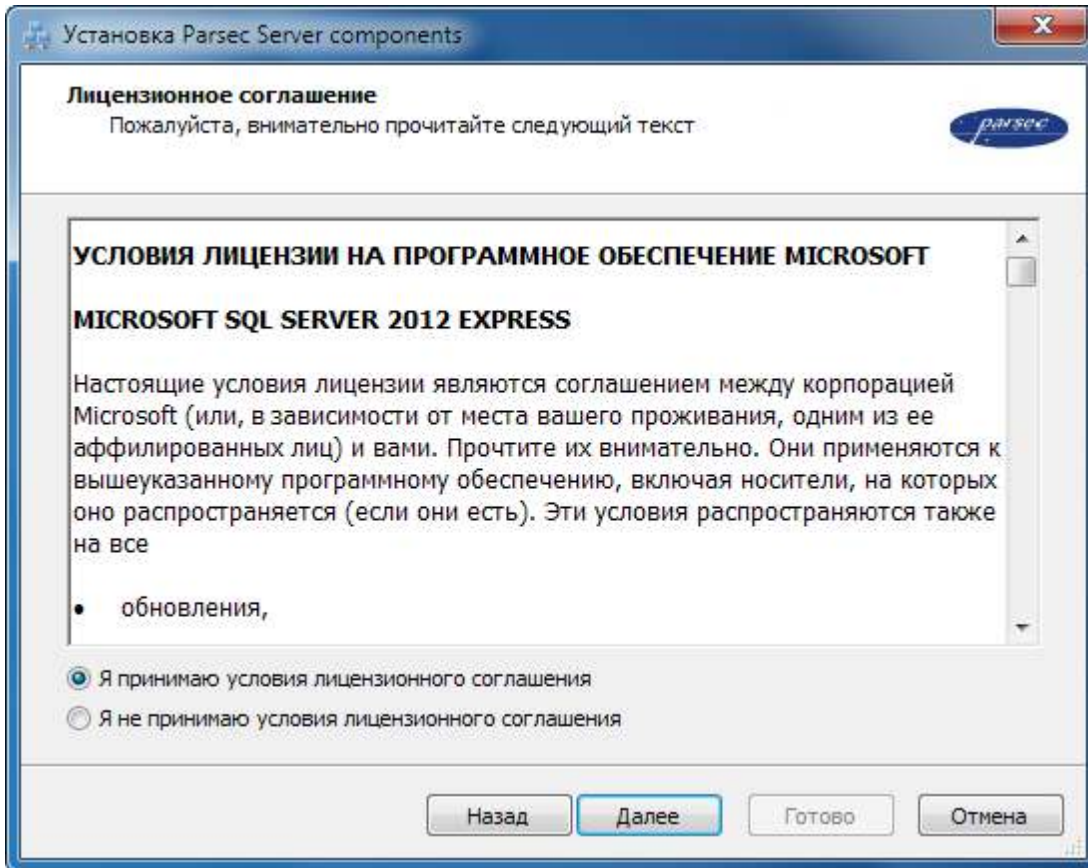 Установка Parsec Server components
Лицензионное соглашение
Пожалуйста, внимательно прочитайте следующий текст
parsec
УСЛОВИЯ ЛИЦЕНЗИИ НА ПРОГРАММНОЕ ОБЕСПЕЧЕНИЕ MICROSOFT
MICROSOFT SQL SERVER 2012 EXPRESS
Настоящие условия лицензии являются соглашением между корпорацией
Microsoft (или, в зависимости от места вашего проживания, одним из ее
аффилированных лиц) и вами. Прочтите их внимательно. Они применяются к
вышеуказанному программному обеспечению, включая носители, на которых
оно распространяется (если они есть). Эти условия распространяются также
на все
• обновления,
Я принимаю условия лицензионного соглашения
Я не принимаю условия лицензионного соглашения
Назад Далее Готово Отмена